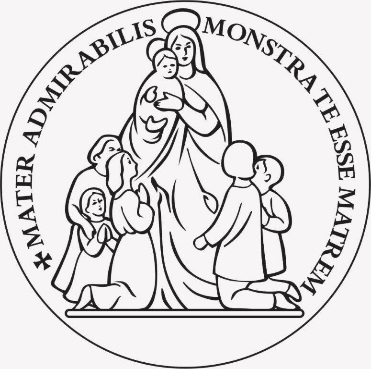 ✠ MATER ADMIRABILIS MONSTRA TE ESSE MATREM